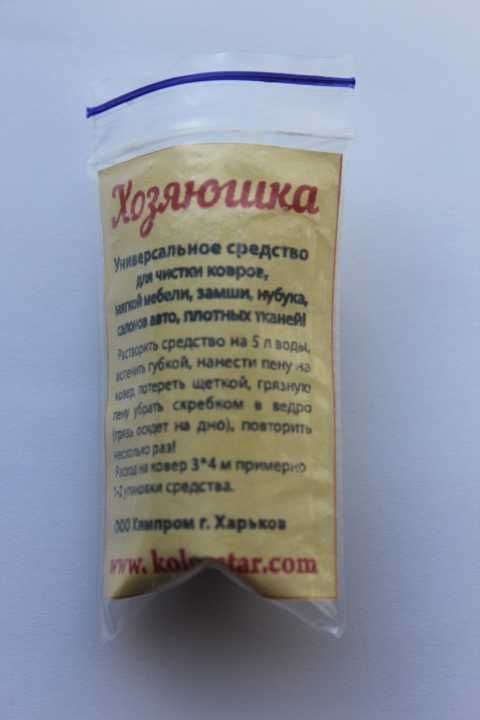 Хозяюшка
Универсальное средство
для чистки ковров,
мягкой мебели, замши, нубука,
салонов авто, плотных тканей!
Растворить средство на 5 л воды,
вспенить губкой, нанести пену на
ковер, потереть щеткой, грязную
пену убрать скребком в ведро
(грязь осядет на дно), повторить
несколько раз!
Расход на ковер 3*4 м примерно
1-2 упаковки средства.
ООО Химпром г. Харьков
www.